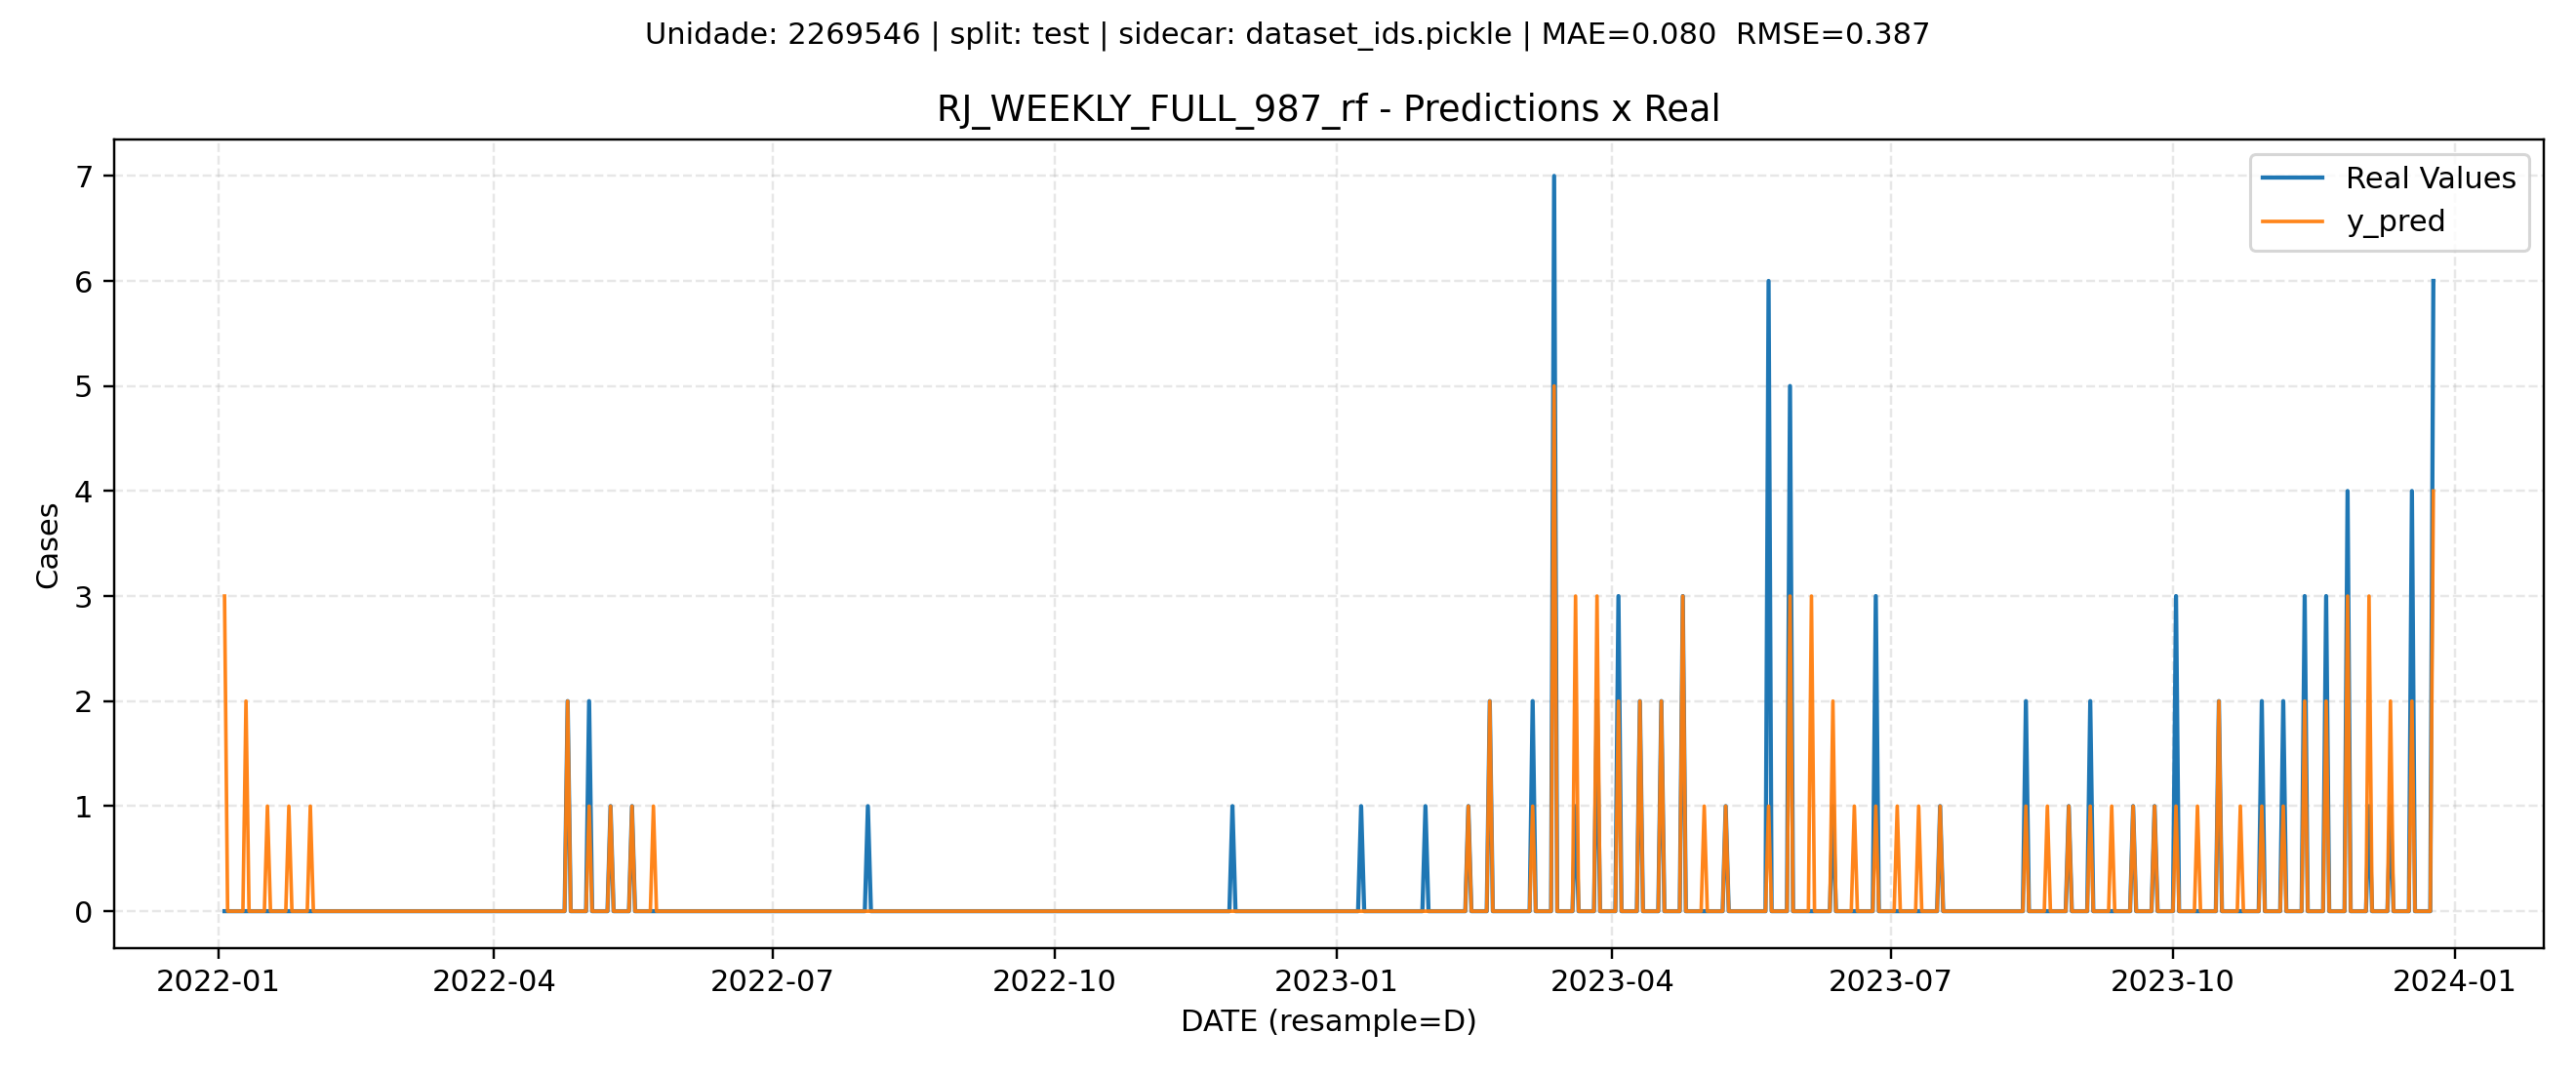 Unidade: 2269546 | split: test | sidecar: dataset_ids.pickle | MAE=0.080  RMSE=0.387
RJ_WEEKLY_FULL_987_rf - Predictions x Real
Real Values
y_pred
7
6
5
4
3
2
1
0
Cases
2022-01
2022-04
2022-07
2022-10
2023-01
2023-04
2023-07
2023-10
2024-01
DATE (resample=D)